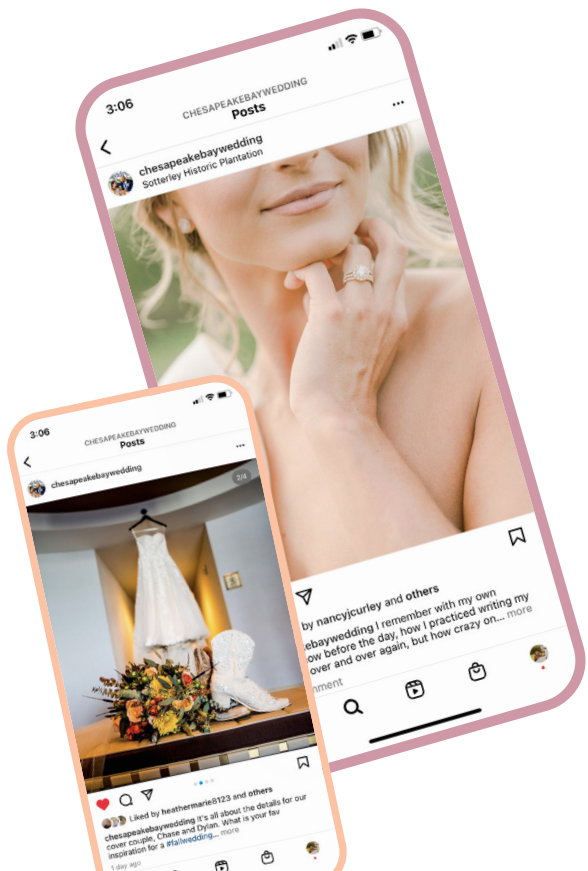 3:06
CHESAPEAKEBAYWEDDING
Posts
chesapeakebaywedding
Sotterley Historic Plantation
by nancyjcurley and others
ebaywedding I remember with my own
ow before the day, how I practiced writing my
over and over again, but how crazy on... more
nment
3:06
CHESAPEAKEBAYWEDDING
Posts
chesapeakebaywedding
2/4
Liked by heathermarie8123 and others
chesapeakebaywedding It's all about the details for our
cover couple, Chase and Dylan. What is your fav
inspiration for a #fallwedding... more
1 day ago